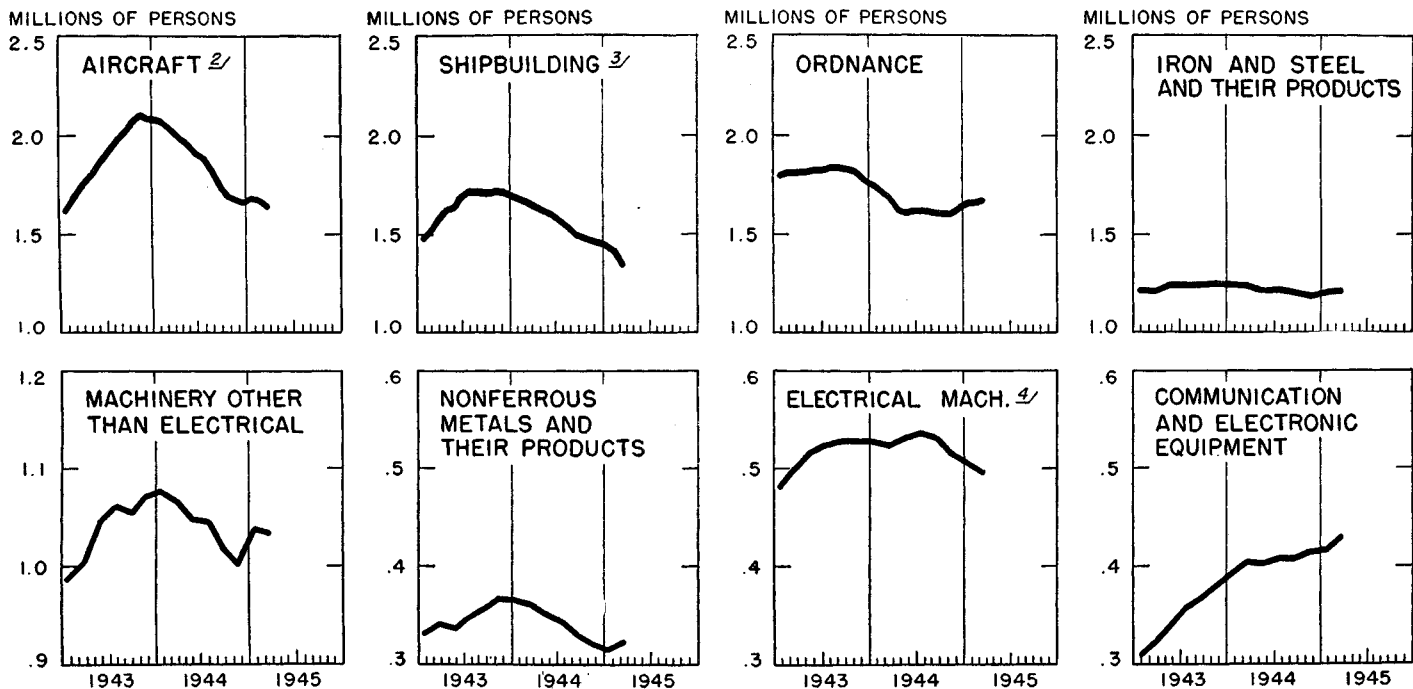 MILLIONS OF PERSONS
2.5
2.0
1.5
1.0
AIRCRAFT 2/
MILLIONS OF PERSONS
2.5
2.0
1.5
1.0
SHIPBUILDING 3/
MILLIONS OF PERSONS
2.5
2.0
1.5
1.0
ORDNANCE
MILLIONS OF PERSONS
2.5
2.0
1.5
1.0
IRON AND STEEL
AND THEIR PRODUCTS
1.2
1.1
1.0
.9
MACHINERY OTHER
THAN ELECTRICAL
1943 1944 1945
.6
.5
.4
.3
NONFERROUS
METALS AND
THEIR PRODUCTS
1943 1944 1945
.6
.5
.4
.3
ELECTRICAL MACH. 4/
1943 1944 1945
.6
.5
.4
.3
COMMUNICATION
AND ELECTRONIC
EQUIPMENT
1943 1944 1945